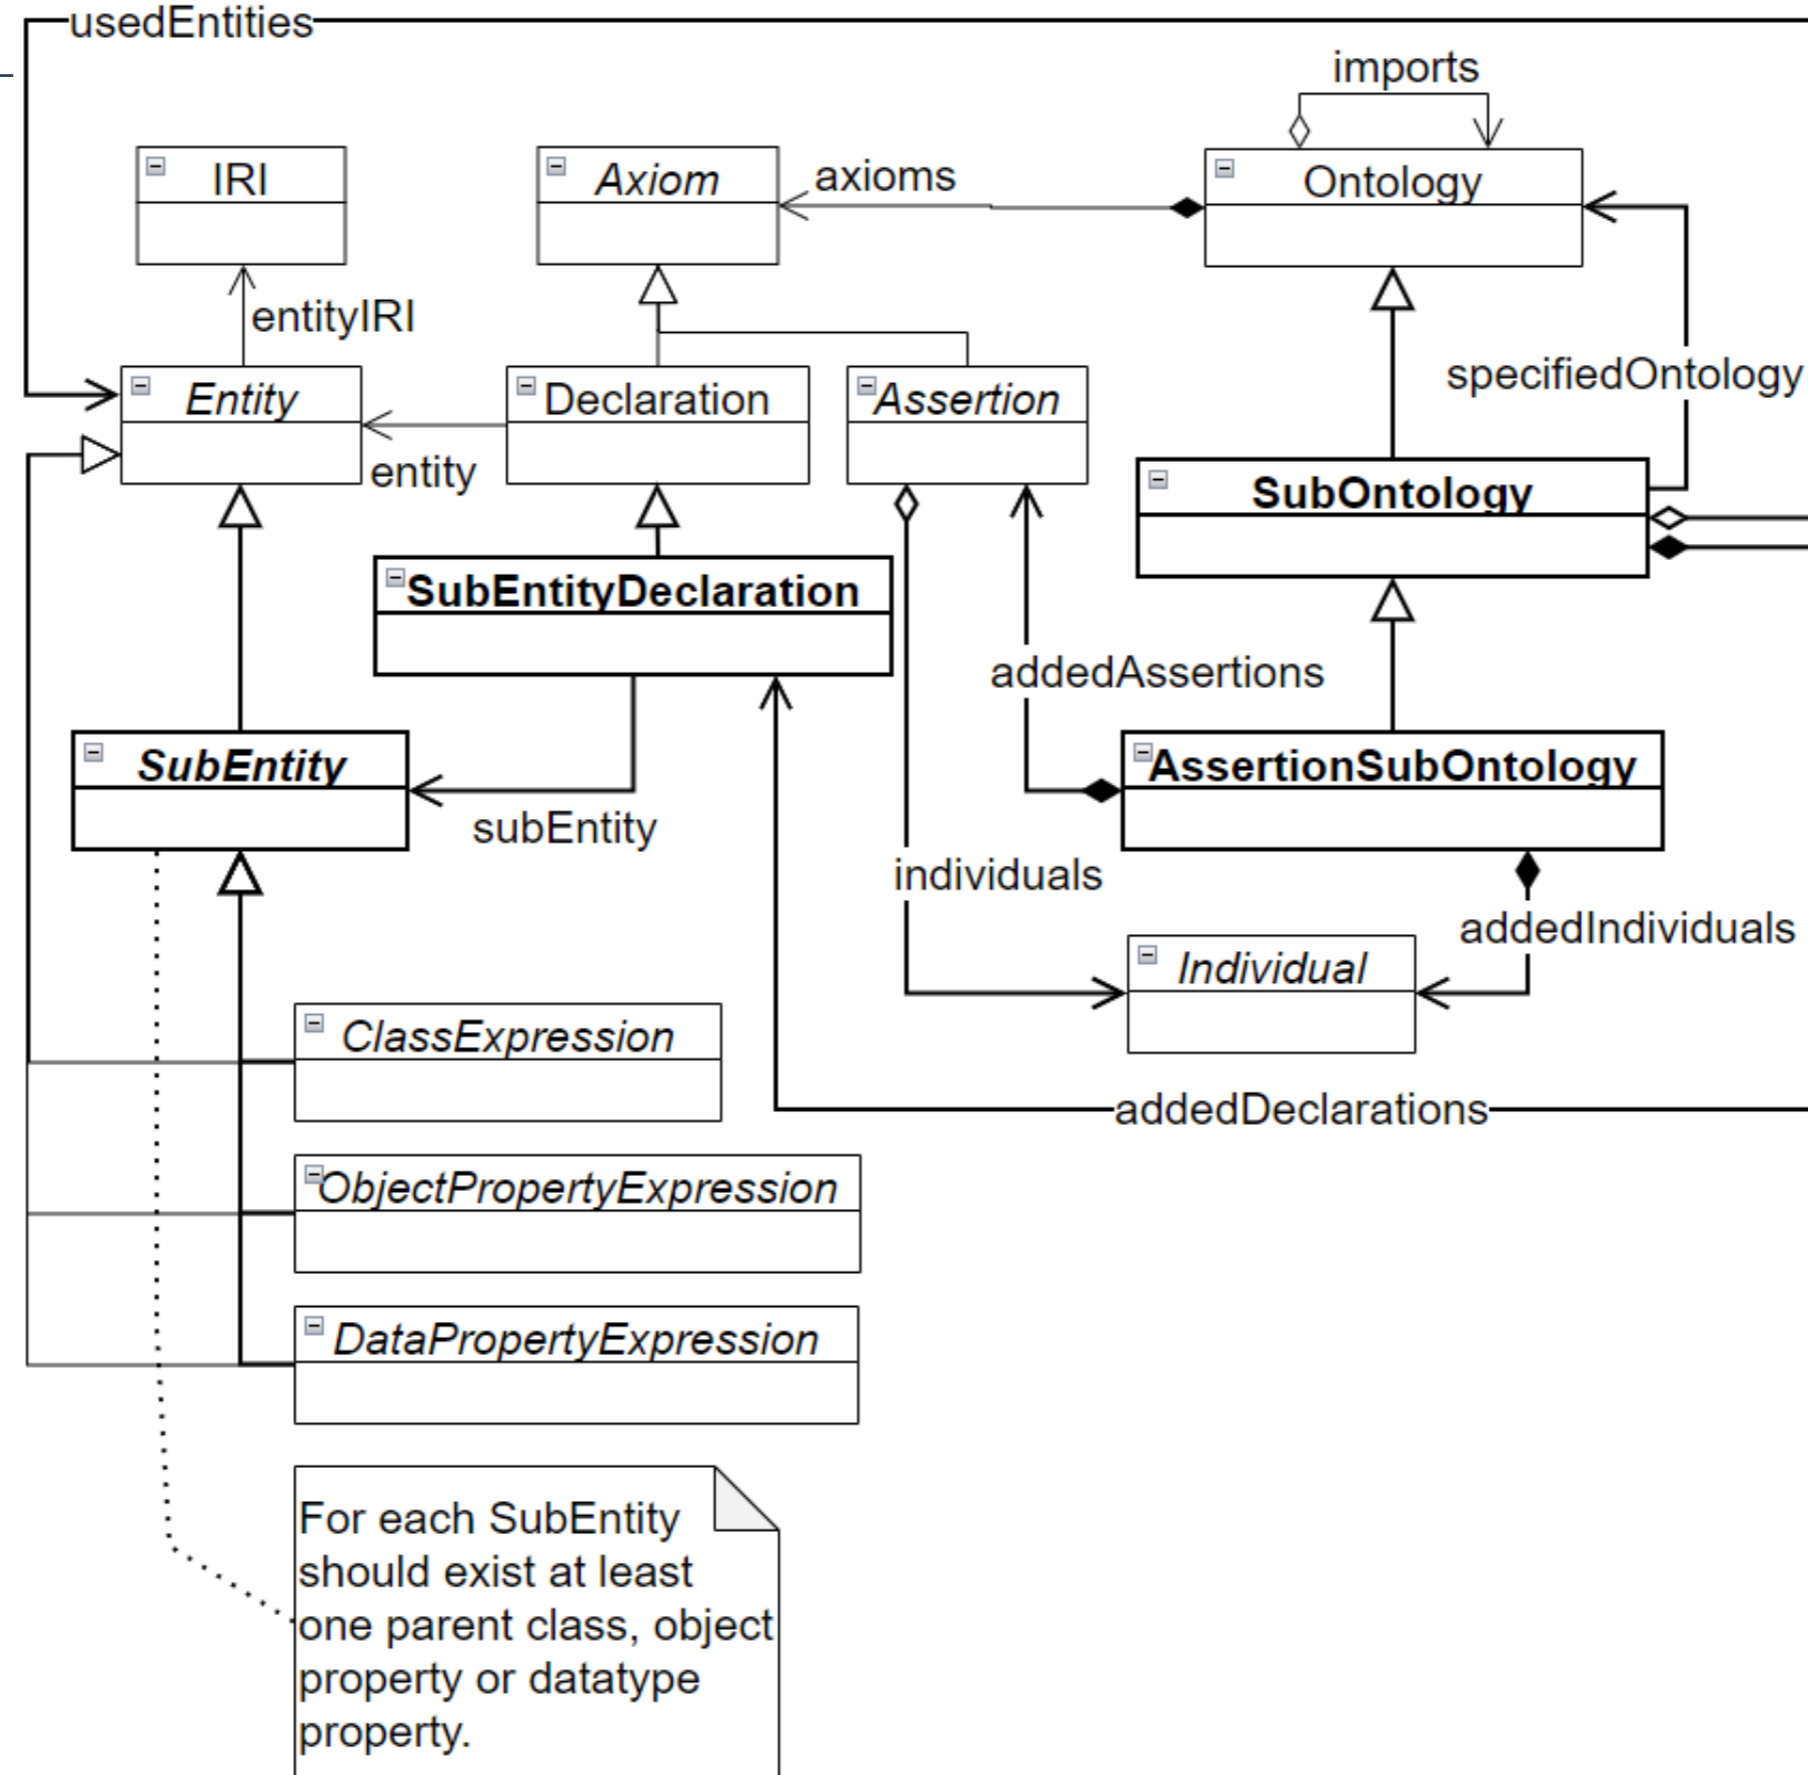 usedEntities
imports
IRI
Axiom
axioms
Ontology
entityIRI
specifiedOntology
Entity
Declaration
Assertion
entity
SubOntology
SubEntityDeclaration
addedAssertions
SubEntity
AssertionSubOntology
subEntity
individuals
addedIndividuals
Individual
ClassExpression
addedDeclarations
ObjectPropertyExpression
DataPropertyExpression
For each SubEntity
should exist at least
one parent class, object
property or datatype
property.